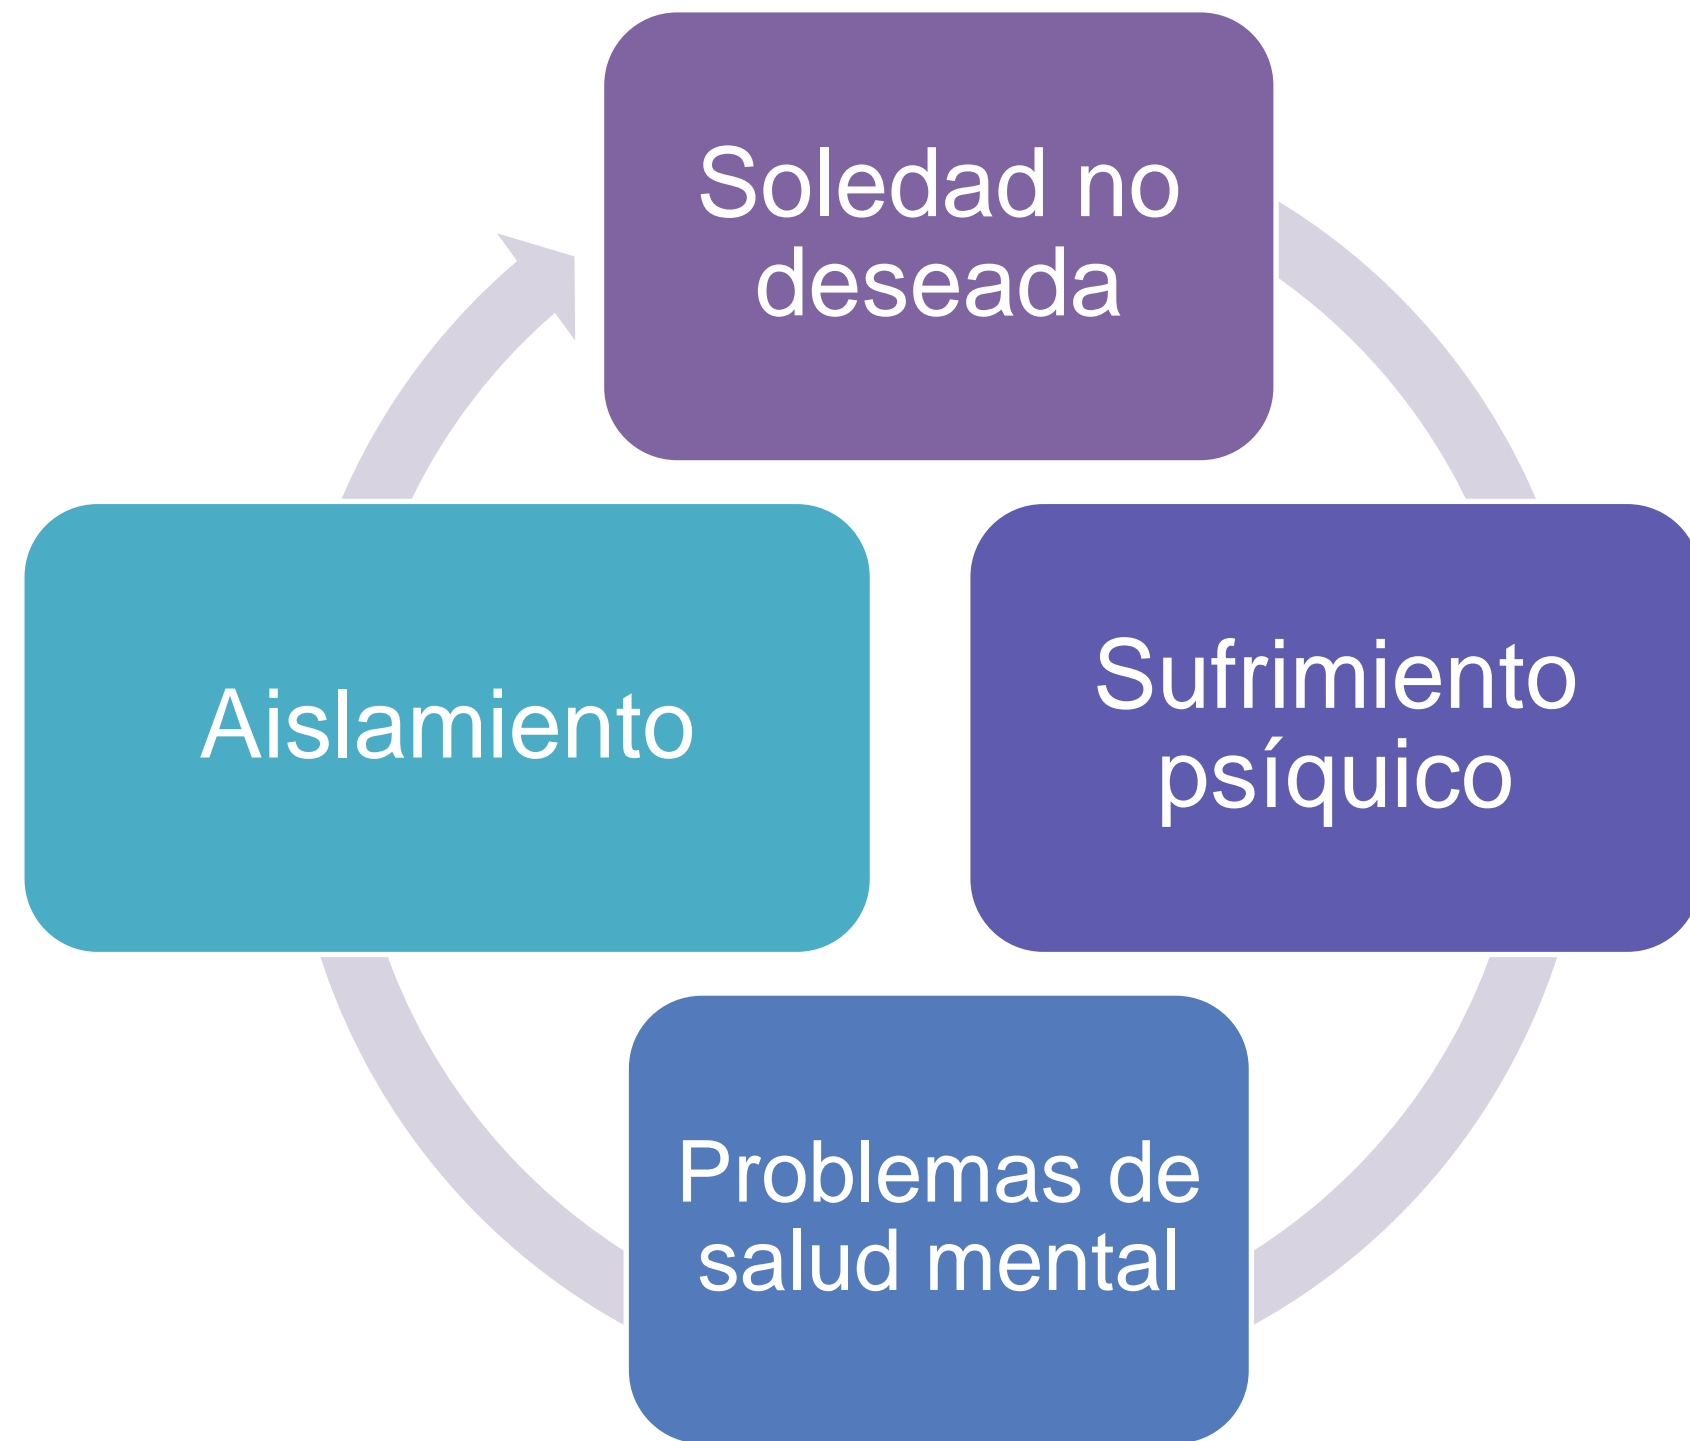 Soledad no
deseada
Sufrimiento
psíquico
Problemas de
salud mental
Aislamiento